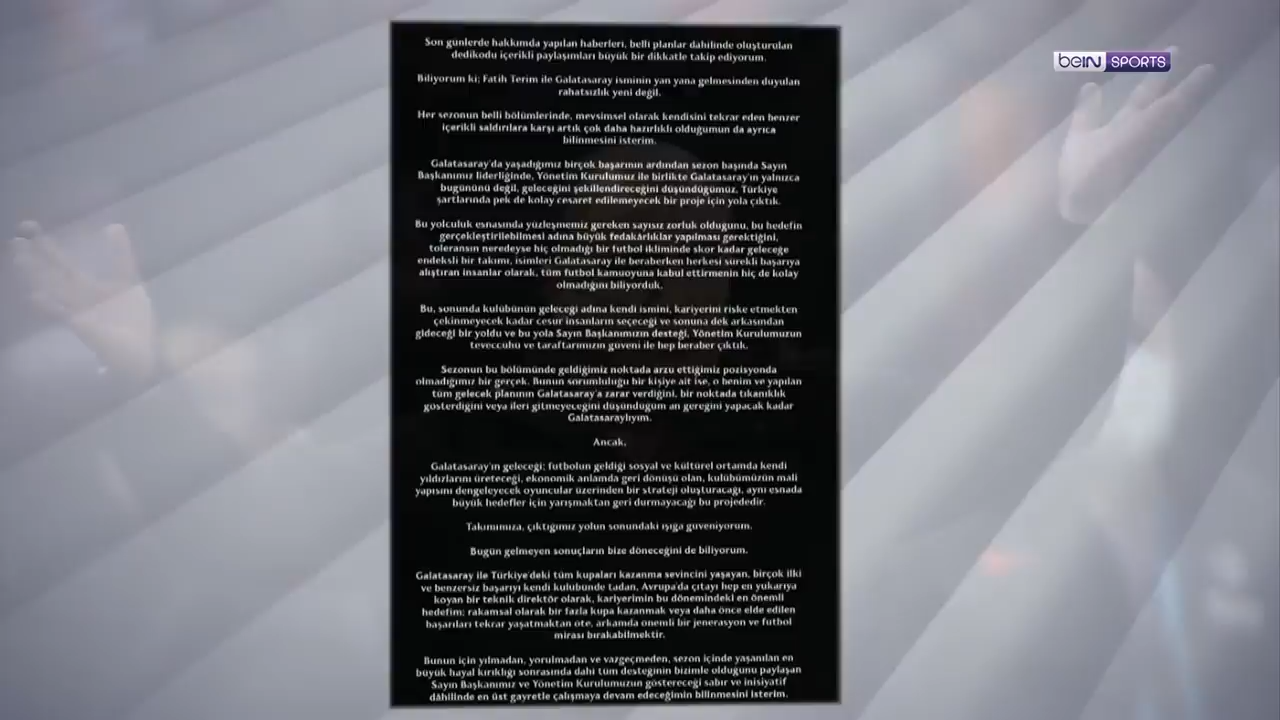 beIN SPORTS
Son günlerde hakkımda yapılan haberleri, belli planlar dahilinde oluşturulan
dedikodu içerikli paylaşımları büyük bir dikkatle takip ediyorum.
Biliyorum ki; Fatih Terim ile Galatasaray isminin yan yana gelmesinden duyulan
rahatsızlık yeni değil.
Her sezonun belli bölümlerinde, mevsimsel olarak kendisini tekrar eden benzer
içerikli saldırılara karşı artık çok daha hazırlıklı olduğumun da ayrıca
bilinmesini isterim.
Galatasaray'da yaşadığımız birçok başarının ardından sezon başında Sayın
Başkanımız liderliğinde, Yönetim Kurulumuz ile birlikte Galatasaray'ın yalnızca
bugününü değil, geleceğini şekillendireceğini düşündüğümüz, Türkiye
şartlarında pek de kolay cesaret edilemeyecek bir proje için yola çıktık.
Bu yolculuk esnasında yüzleşmemiz gereken sayısız zorluk olduğunu, bu hedefin
gerçekleştirilebilmesi adına büyük fedakârlıklar yapılması gerektiğini,
toleransın neredeyse hiç olmadığı bir futbol ikliminde skor kadar geleceğe
endeksli bir takımı, isimleri Galatasaray ile beraberken herkesi sürekli başarıya
alıştıran insanlar olarak, tüm futbol kamuoyuna kabul ettirmenin hiç de kolay
olmadığını biliyorduk.
Bu, sonunda kulübünün geleceği adına kendi ismini, kariyerini riske etmekten
çekinmeyecek kadar cesur insanların seçeceği ve sonuna dek arkasından
gideceği bir yoldu ve bu yola Sayın Başkanımızın desteği, Yönetim Kurulumuzun
teveccühü ve taraftarımızın güveni ile hep beraber çıktık.
Sezonun bu bölümünde geldiğimiz noktada arzu ettiğimiz pozisyonda
olmadığımız bir gerçek. Bunun sorumluluğu bir kişiye ait ise, o benim ve yapılan
tüm gelecek planının Galatasaray'a zarar verdiğini, bir noktada tıkanıklık
gösterdiğini veya ileri gitmeyeceğini düşündüğüm an gereğini yapacak kadar
Galatasaraylıyım.
Ancak,
Galatasaray'ın geleceği; futbolun geldiği sosyal ve kültürel ortamda kendi
yıldızlarını üreteceği, ekonomik anlamda geri dönüşü olan, kulübümüzün mali
yapısını dengeleyecek oyuncular üzerinden bir strateji oluşturacağı, aynı esnada
büyük hedefler için yarışmaktan geri durmayacağı bu projededir.
Takımımıza, çıktığımız yolun sonundaki ışığa güveniyorum.
Bugün gelmeyen sonuçların bize döneceğini de biliyorum.
Galatasaray ile Türkiye'deki tüm kupaları kazanma sevincini yaşayan, birçok ilki
ve benzersiz başarıyı kendi kulübünde tadan, Avrupa'da çıtayı hep en yukarıya
koyan bir teknik direktör olarak, kariyerimin bu dönemindeki en önemli
hedefim; rakamsal olarak bir fazla kupa kazanmak veya daha önce elde edilen
başarıları tekrar yaşatmaktan öte, arkamda önemli bir jenerasyon ve futbol
mirası bırakabilmektir.
Bunun için yılmadan, yorulmadan ve vazgeçmeden, sezon içinde yaşanılan en
büyük hayal kırıklığı sonrasında dahi tüm desteğinin bizimle olduğunu paylaşan
Sayın Başkanımız ve Yönetim Kurulumuzun göstereceği sabır ve inisiyatif
dâhilinde en üst gayretle çalışmaya devam edeceğimin bilinmesini isterim.